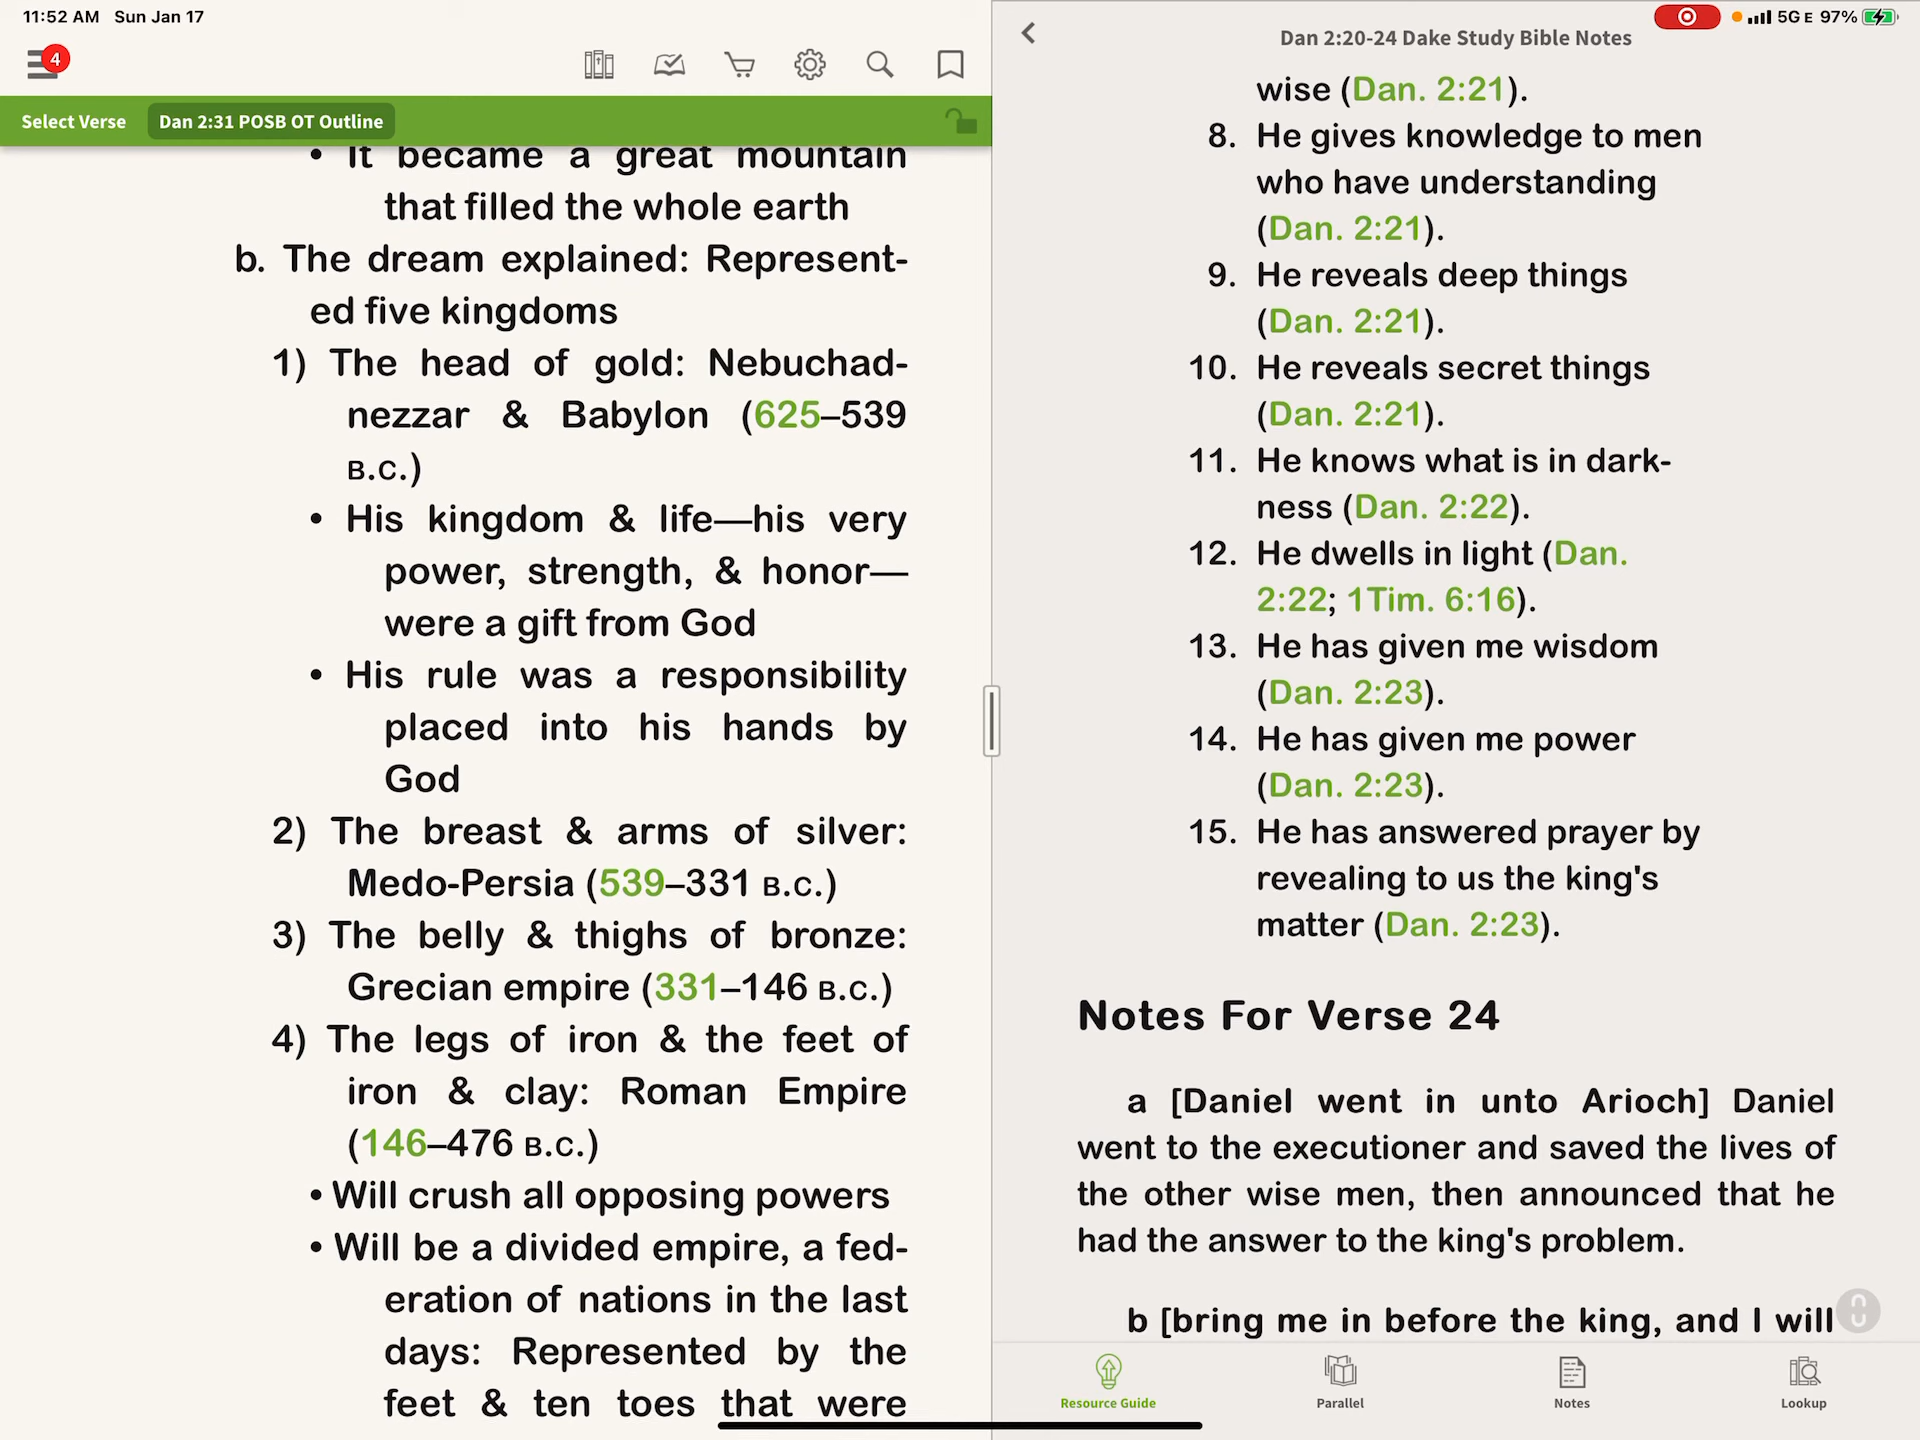 11:52 AM Sun Jan 17
4
Select Verse Dan 2:31 POSB OT Outline
• It became a great mountain
that filled the whole earth
b. The dream explained: Represent-
ed five kingdoms
1) The head of gold: Nebuchad-
nezzar & Babylon (625–539
B.C.)
• His kingdom & life—his very
power, strength, & honor—
were a gift from God
• His rule was a responsibility
placed into his hands by
God
2) The breast & arms of silver:
Medo-Persia (539–331 B.C.)
3) The belly & thighs of bronze:
Grecian empire (331–146 B.C.)
4) The legs of iron & the feet of
iron & clay: Roman Empire
(146–476 B.C.)
• Will crush all opposing powers
• Will be a divided empire, a fed-
eration of nations in the last
days: Represented by the
feet & ten toes that were
5G E 97%
Dan 2:20-24 Dake Study Bible Notes
wise (Dan. 2:21).
8. He gives knowledge to men
who have understanding
(Dan. 2:21).
9. He reveals deep things
(Dan. 2:21).
10. He reveals secret things
(Dan. 2:21).
11. He knows what is in dark-
ness (Dan. 2:22).
12. He dwells in light (Dan.
2:22; 1Tim. 6:16).
13. He has given me wisdom
(Dan. 2:23).
14. He has given me power
(Dan. 2:23).
15. He has answered prayer by
revealing to us the king's
matter (Dan. 2:23).
Notes For Verse 24
a [Daniel went in unto Arioch] Daniel
went to the executioner and saved the lives of
the other wise men, then announced that he
had the answer to the king's problem.
b [bring me in before the king, and I will
Resource Guide Parallel Notes Lookup